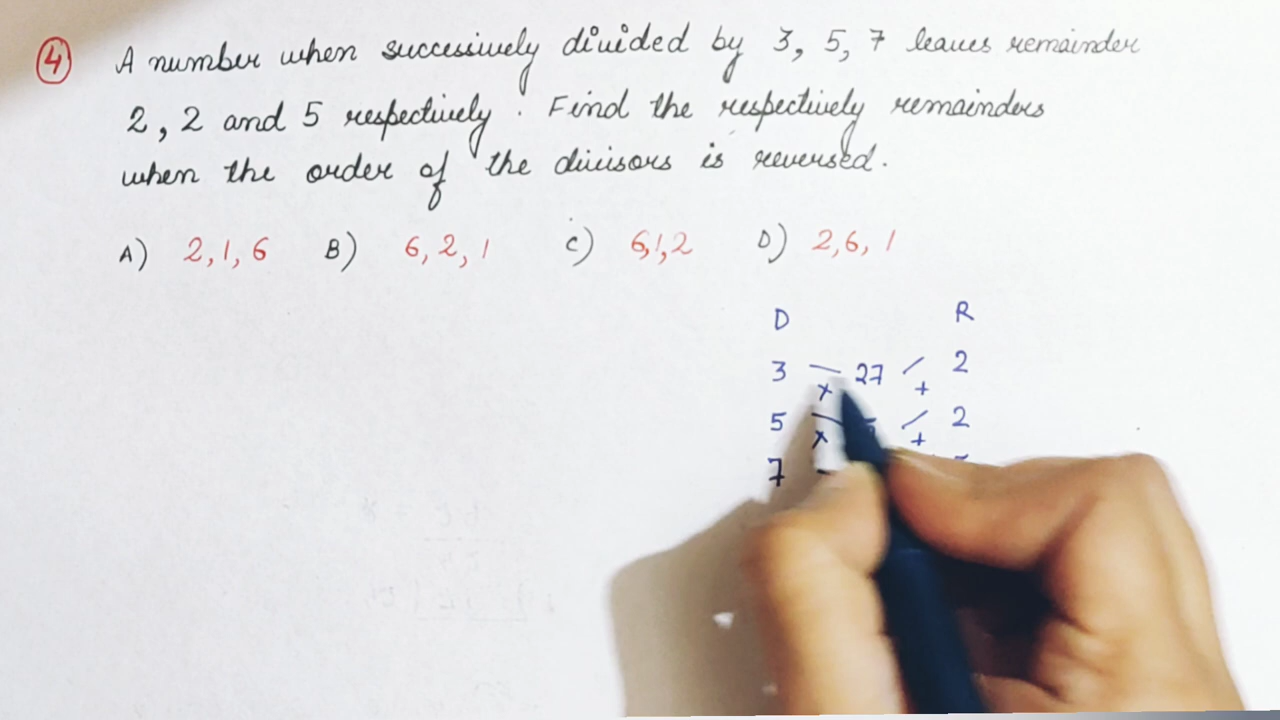 4 A number when successively divided by 3, 5, 7 leaves remainder
2, 2 and 5 respectively. Find the respectively remainders
when the order of the divisors is reversed.
A) 2, 1, 6 B) 6, 2, 1 C) 6, 1, 2 D) 2, 6, 1
D R
3 x 27 + 2
5 x + 2
7